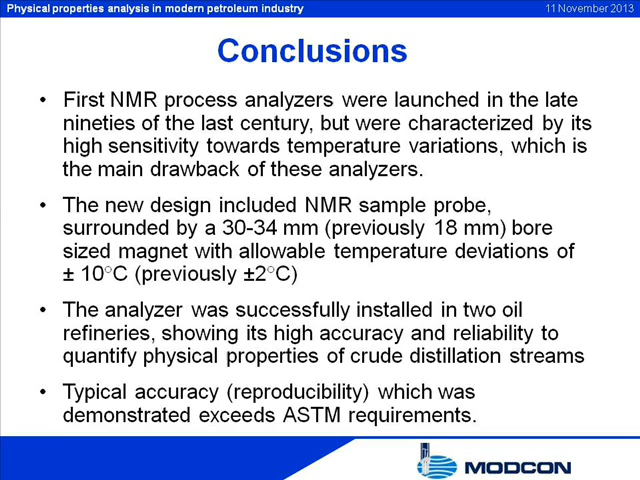 Physical properties analysis in modern petroleum industry
11 November 2013
Conclusions
• First NMR process analyzers were launched in the late
nineties of the last century, but were characterized by its
high sensitivity towards temperature variations, which is
the main drawback of these analyzers.
• The new design included NMR sample probe,
surrounded by a 30-34 mm (previously 18 mm) bore
sized magnet with allowable temperature deviations of
± 10○C (previously ±2○C)
• The analyzer was successfully installed in two oil
refineries, showing its high accuracy and reliability to
quantify physical properties of crude distillation streams
• Typical accuracy (reproducibility) which was
demonstrated exceeds ASTM requirements.
MODCON